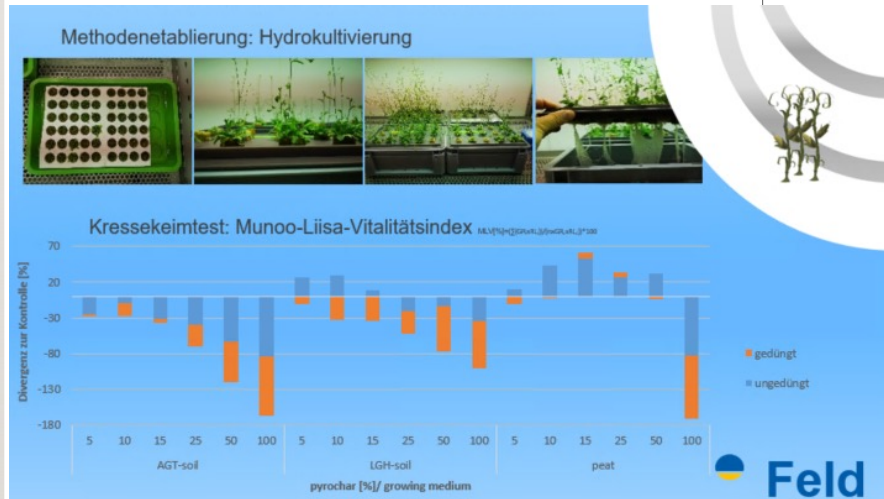 Methodenetablierung: Hydrokultivierung
Kressekeimtest: Munoo-Liisa-Vitalitätsindex
Divergenz zur Kontrolle [%]
70
20
-30
-80
-130
-180
5 10 15 25 50 100 5 10 15 25 50 100 5 10 15 25 50 100
AGT-soil LGH-soil peat
pyrochar [%]/ growing medium
gedüngt
ungedüngt
Feld